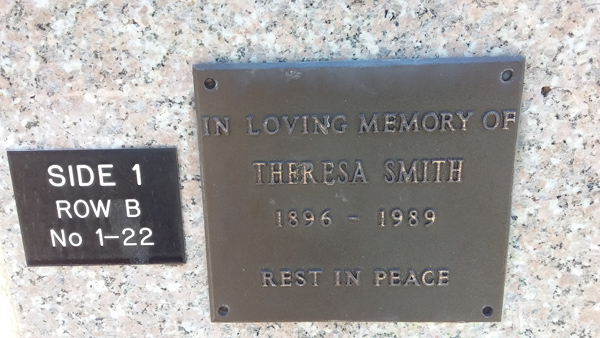 SIDE 1
ROW B
No 1-22
IN LOVING MEMORY OF
THERESA SMITH
1896 - 1989
REST IN PEACE